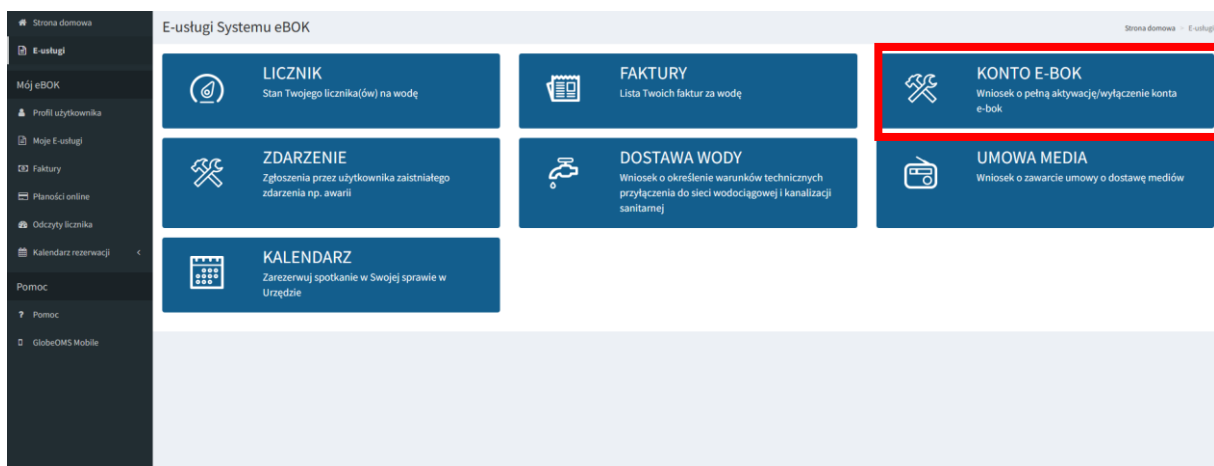 Strona domowa
E-usługi
Mój eBOK
Profil użytkownika
Moje E-usługi
Faktury
Płaności online
Odczyty licznika
Kalendarz rezerwacji
Pomoc
? Pomoc
GlobeOMS Mobile
E-usługi Systemu eBOK
Strona domowa - E-usługi
LICZNIK
Stan Twojego licznika(ów) na wodę
FAKTURY
Lista Twoich faktur za wodę
KONTO E-BOK
Wniosek o pełną aktywację/wyłączenie konta
e-bok
ZDARZENIE
Zgłoszenia przez użytkownika zaistniałego
zdarzenia np. awarii
DOSTAWA WODY
Wniosek o określenie warunków technicznych
przyłączenia do sieci wodociągowej i kanalizacji
sanitarnej
UMOWA MEDIA
Wniosek o zawarcie umowy o dostawę mediów
KALENDARZ
Zarezerwuj spotkanie w Swojej sprawie w
Urzędzie